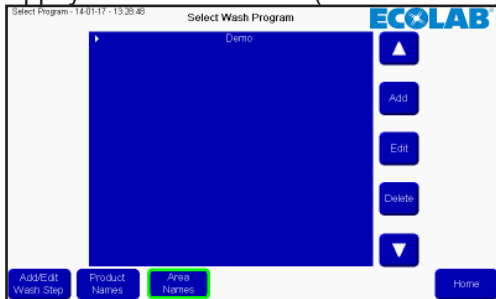 Select Program - 14-01-17 - 13:28:48
Select Wash Program
ECOLAB
Demo
Add
Edit
Delete
Add/Edit
Wash Step
Product
Names
Area
Names
Home